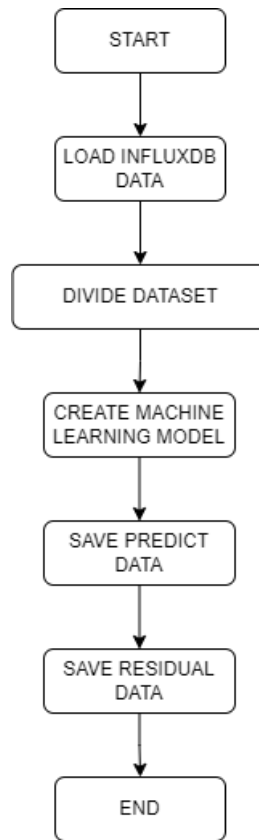 START
LOAD INFLUXDB
DATA
DIVIDE DATASET
CREATE MACHINE
LEARNING MODEL
SAVE PREDICT
DATA
SAVE RESIDUAL
DATA
END